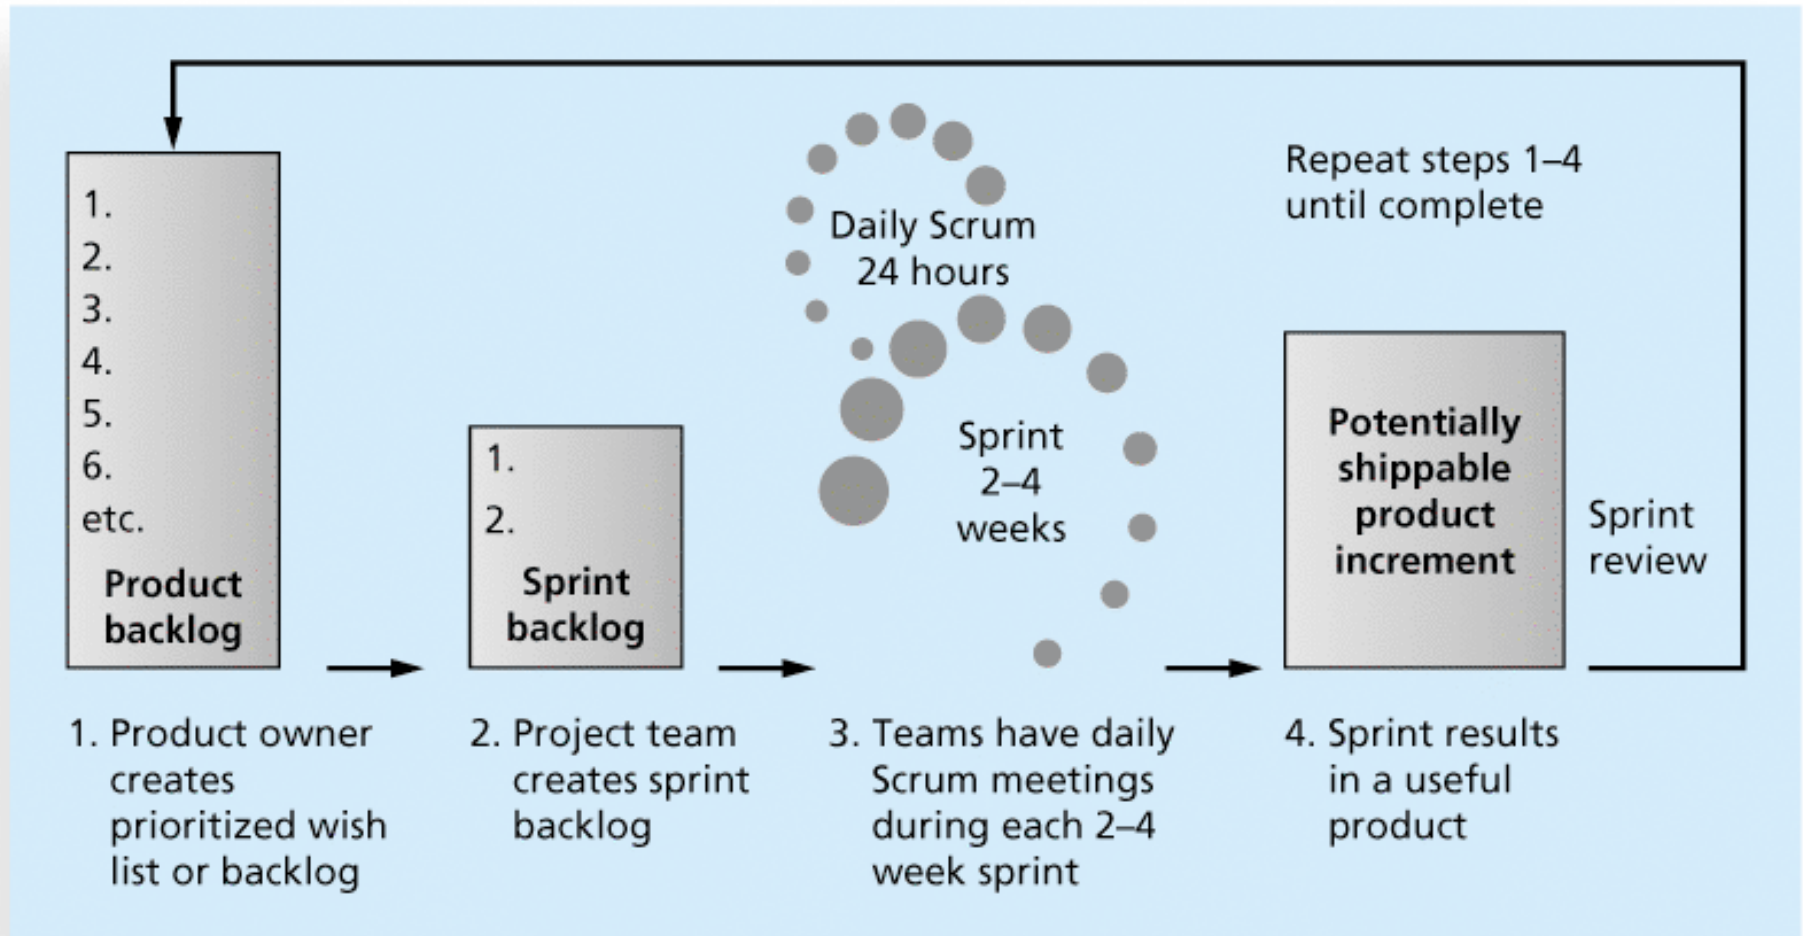 1.
2.
3.
4.
5.
6.
etc.
Product
backlog
1.
2.
Sprint
backlog
Daily Scrum
24 hours
Sprint
2–4
weeks
Repeat steps 1–4
until complete
Potentially
shippable
product
increment
Sprint
review
1. Product owner
creates
prioritized wish
list or backlog
2. Project team
creates sprint
backlog
3. Teams have daily
Scrum meetings
during each 2–4
week sprint
4. Sprint results
in a useful
product